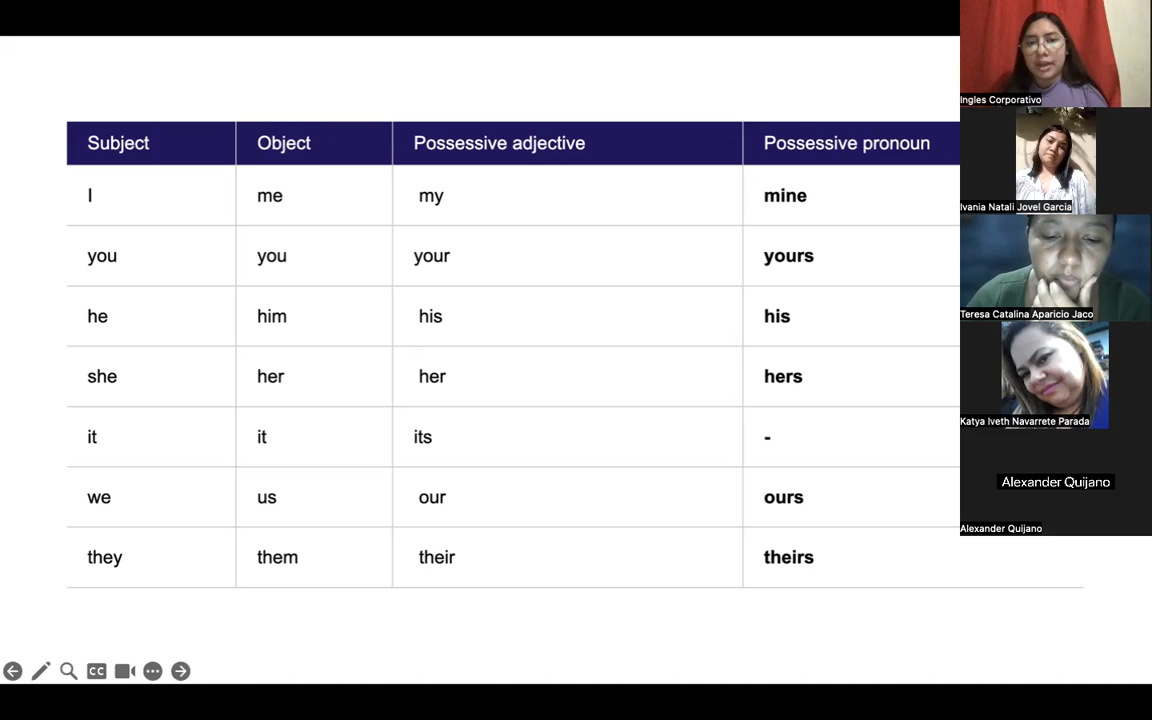 Subject Object Possessive adjective Possessive pronoun
I me my mine
you you your yours
he him his his
she her her hers
it it its -
we us our ours
they them their theirs
Ingles Corporativo
Ivania Natali Jovel Garcia
Teresa Catalina Aparicio Jaco
Katya Iveth Navarrete Parada
Alexander Quijano
Alexander Quijano
CC